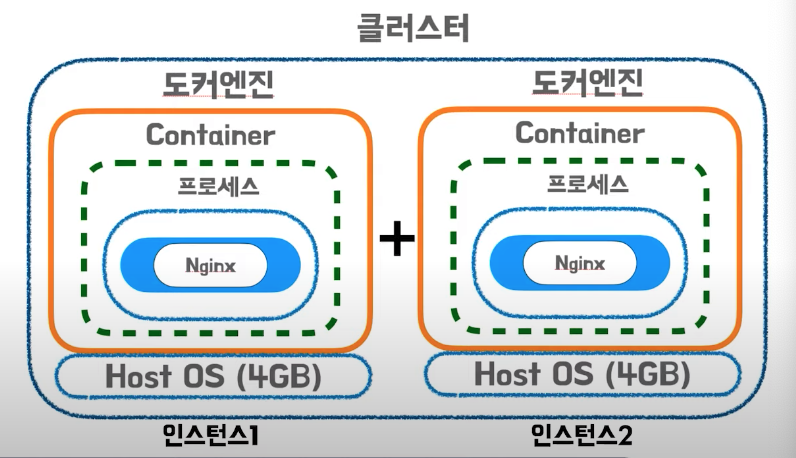 클러스터
도커엔진
도커엔진
Container
Container
프로세스
프로세스
Nginx
+
Nginx
Host OS (4GB)
Host OS (4GB)
인스턴스1
인스턴스2